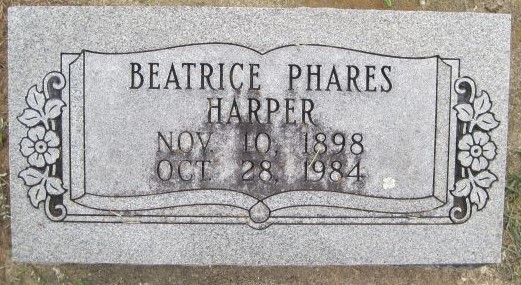 BEATRICE PHARES
HARPER
NOV. 10, 1898
OCT. 28, 1984